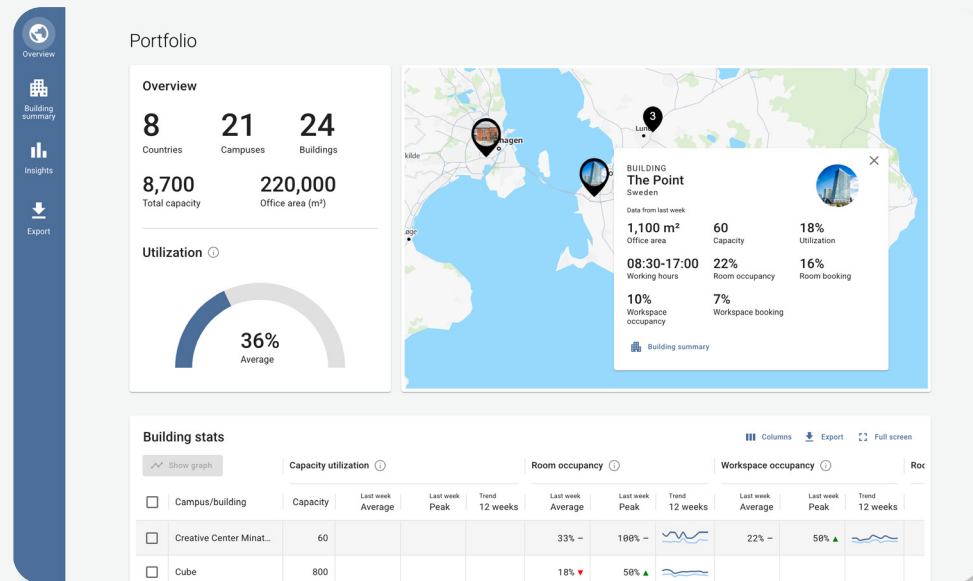 Overview
Building
summary
Insights
Export
Portfolio
Overview
8
21
24
Countries
Campuses
Buildings
8,700
220,000
Total capacity
Office area (m²)
Utilization
36%
Average
3
BUILDING
The Point
Sweden
Data from last week
1,100 m²
60
18%
Office area
Capacity
Utilization
08:30-17:00
22%
16%
Working hours
Room occupancy
Room booking
10%
7%
Workspace
occupancy
Workspace booking
Building summary
Building stats
Columns
Export
Full screen
Show graph
Capacity utilization
Room occupancy
Workspace occupancy
Campus/building
Capacity
Last week
Average
Last week
Peak
Trend
12 weeks
Last week
Average
Last week
Peak
Trend
12 weeks
Last week
Average
Last week
Peak
Trend
12 weeks
Creative Center Minat...
60
33% –
100% –
22% –
50% ▲
Cube
800
18% ▼
50% ▲